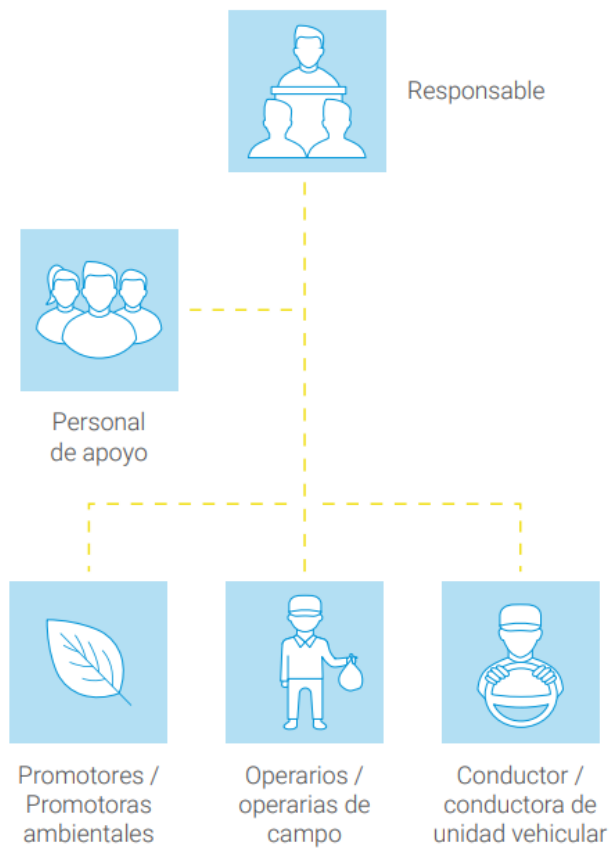 Responsable
Personal
de apoyo
Promotores /
Promotoras
ambientales
Operarios /
operarias de
campo
Conductor /
conductora de
unidad vehicular